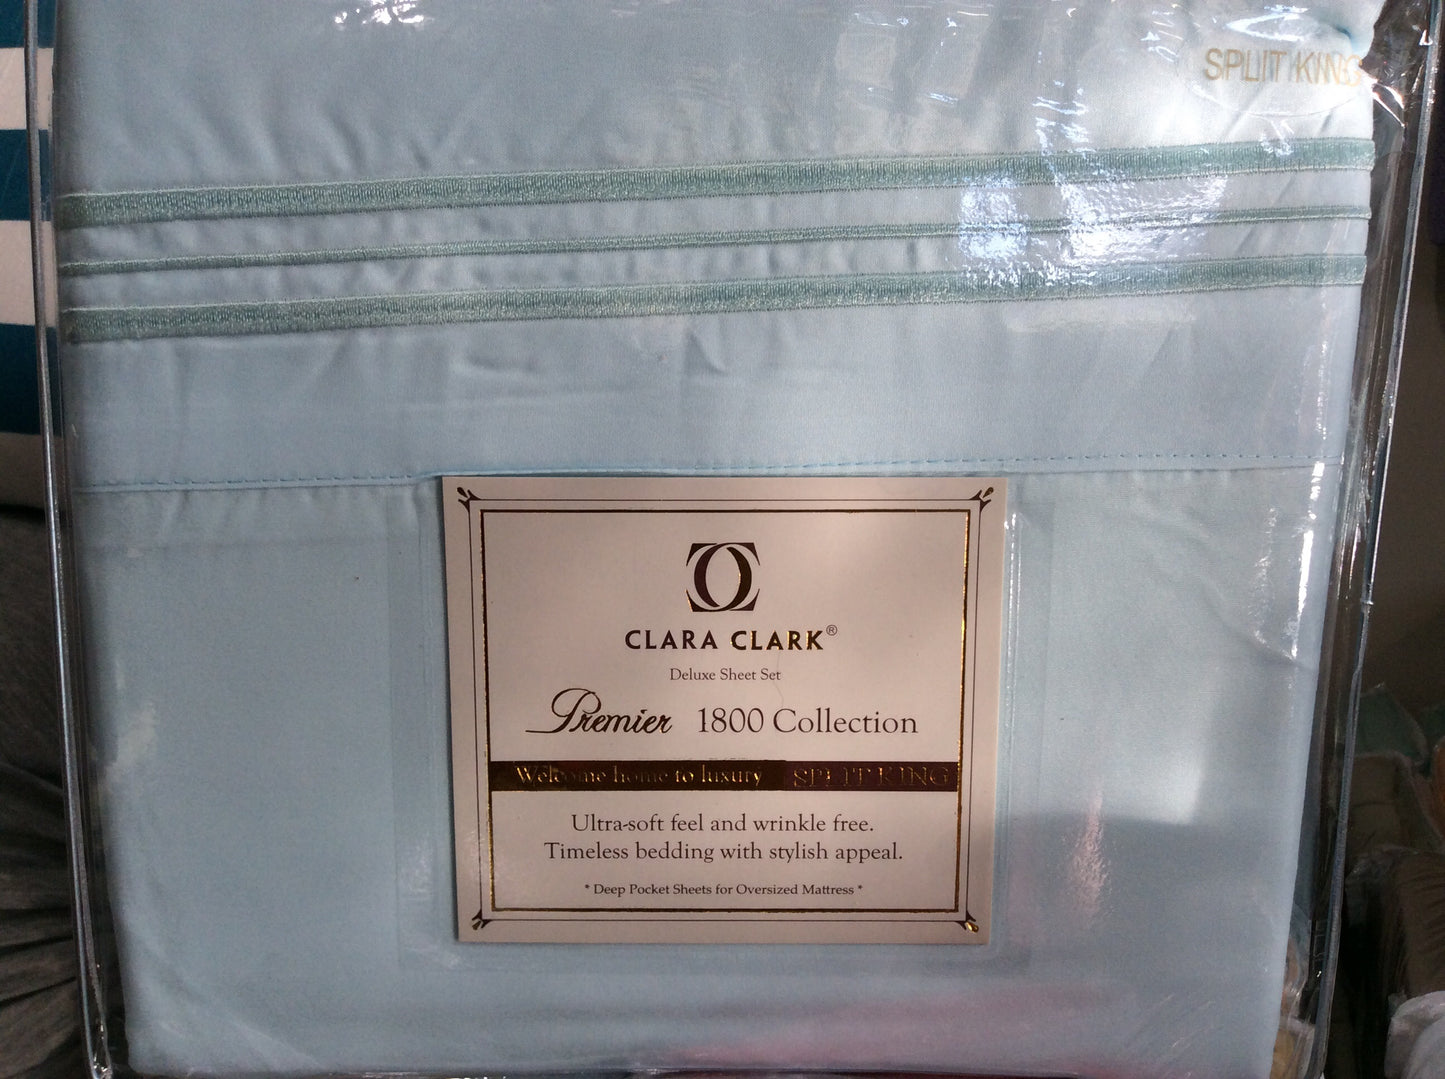 SPLIT KING
CLARA CLARK®
Deluxe Sheet Set
Premier 1800 Collection
Welcome home to luxury SPLIT KING
Ultra-soft feel and wrinkle free.
Timeless bedding with stylish appeal.
* Deep Pocket Sheets for Oversized Mattress *